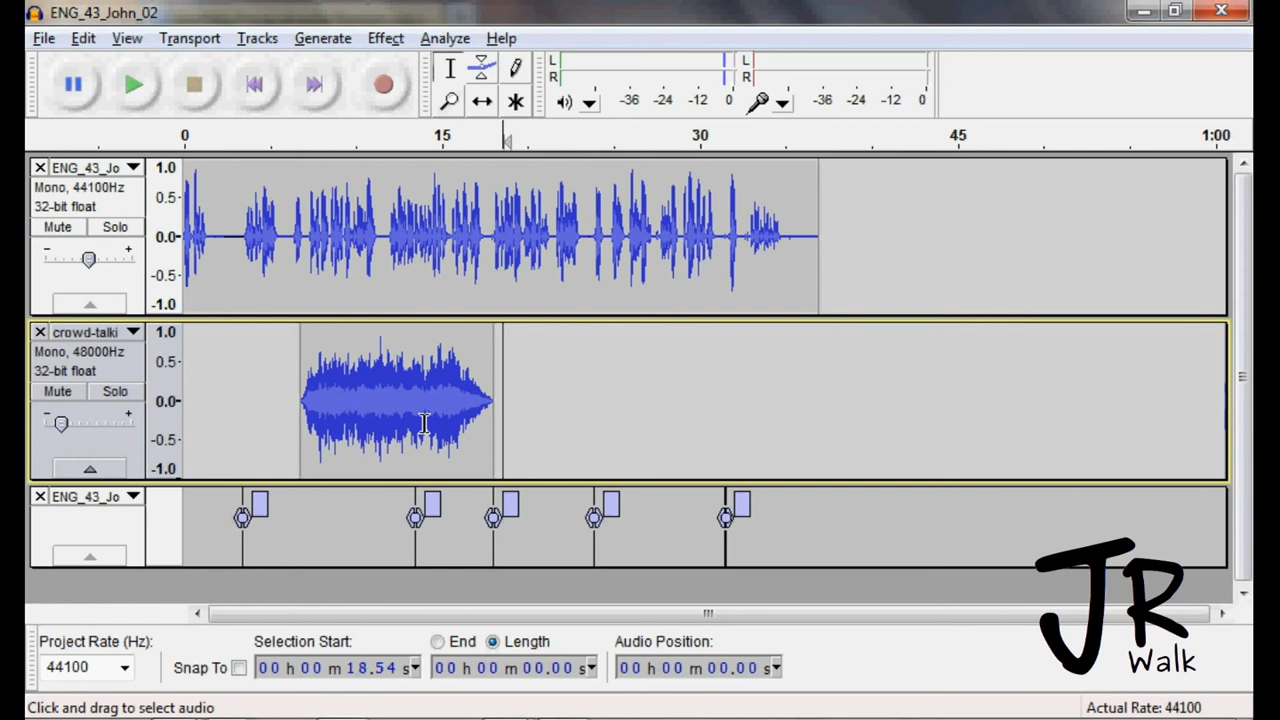 ENG_43_John_02
File Edit View Transport Tracks Generate Effect Analyze Help
L
R
-36 -24 -12 0
L
R
-36 -24 -12 0
0 15 30 45 1:00
ENG_43_Jo
Mono, 44100Hz
32-bit float
Mute Solo
- +
1.0
0.5
0.0
-0.5
-1.0
crowd-talki
Mono, 48000Hz
32-bit float
Mute Solo
- +
1.0
0.5
0.0
-0.5
-1.0
ENG_43_Jo
JR
Walk
Project Rate (Hz): Selection Start: End Length Audio Position:
44100 Snap To 00 h 00 m 18.54 s 00 h 00 m 00.00 s 00 h 00 m 00.00 s
Click and drag to select audio Actual Rate: 44100